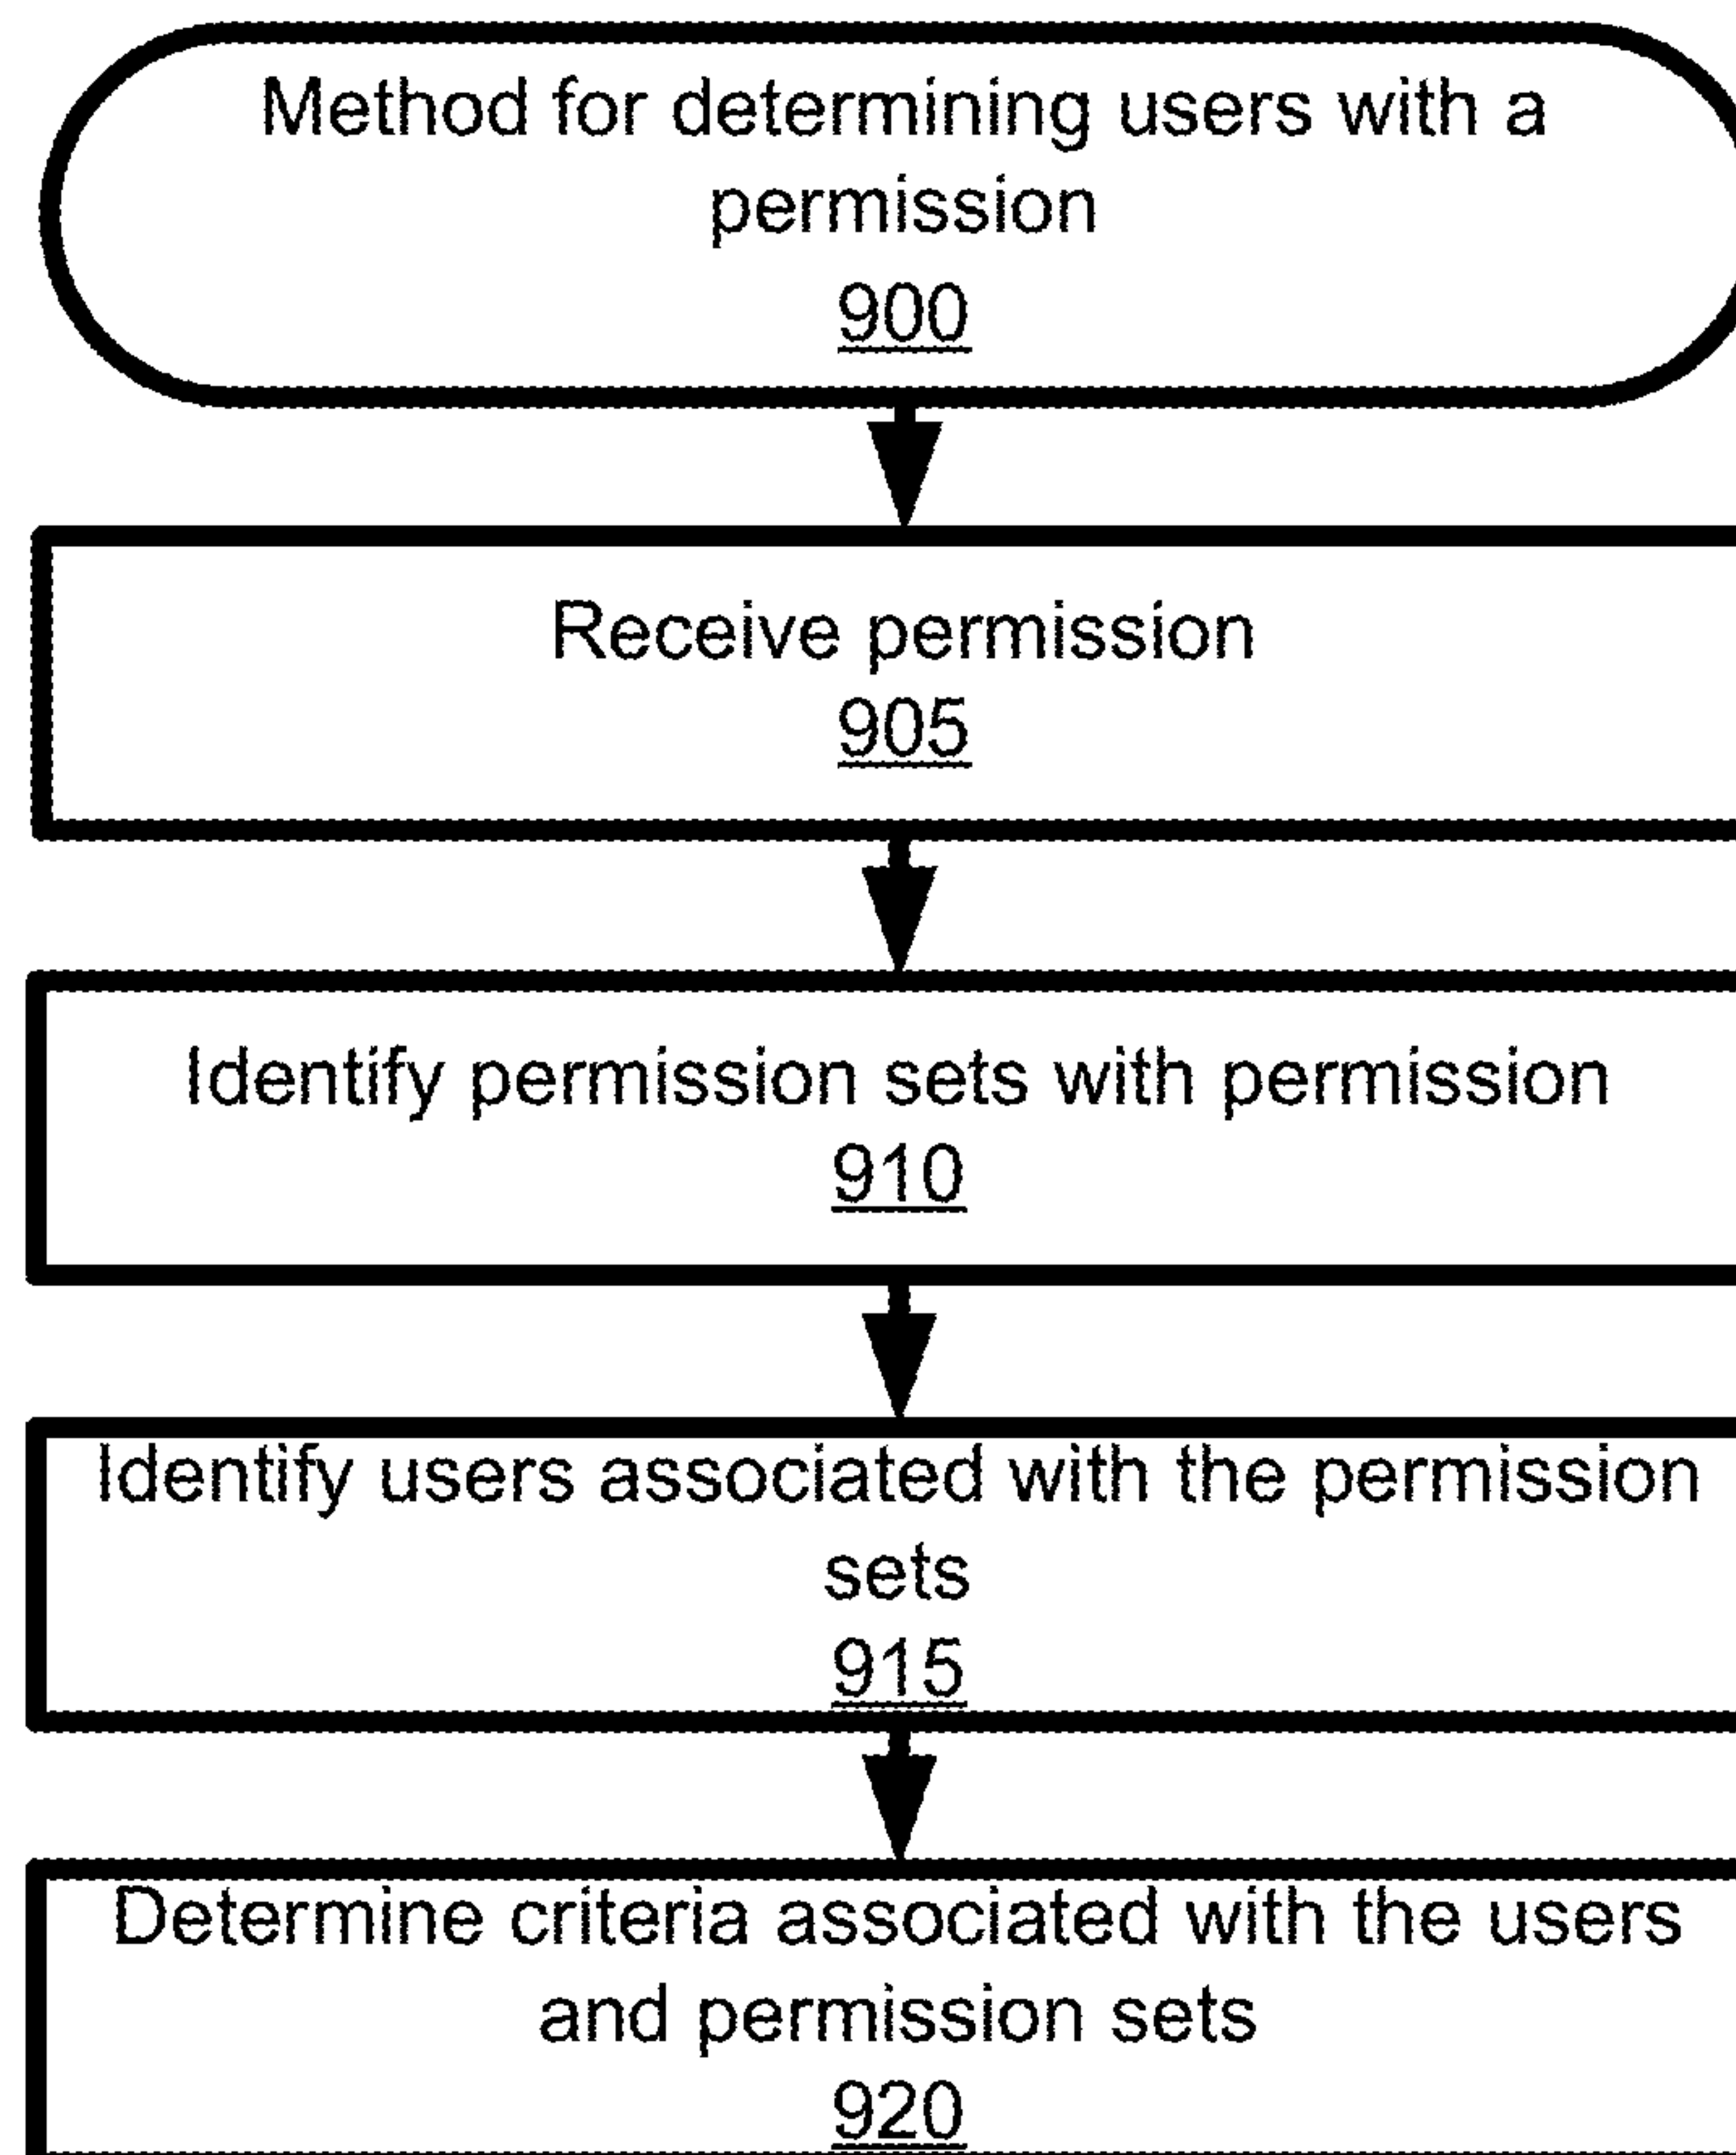 Method for determining users with a
permission
900
Receive permission
905
Identify permission sets with permission
910
Identify users associated with the permission
sets
915
Determine criteria associated with the users
and permission sets
920